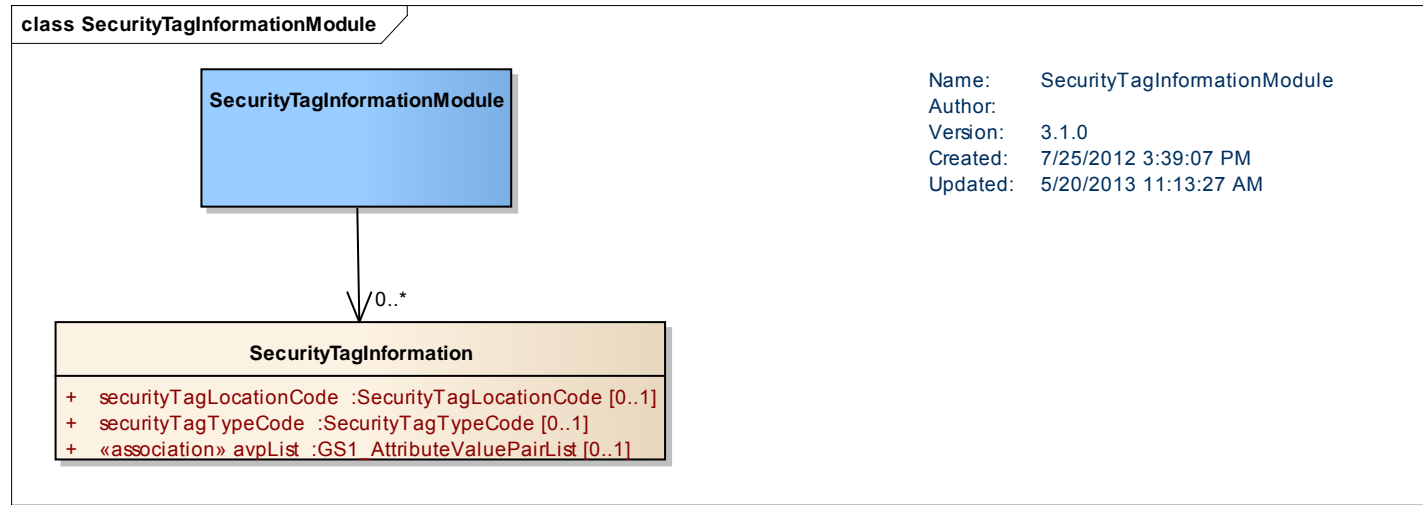 class SecurityTagInformationModule
SecurityTagInformationModule
Name: SecurityTagInformationModule
Author:
Version: 3.1.0
Created: 7/25/2012 3:39:07 PM
Updated: 5/20/2013 11:13:27 AM
0..*
SecurityTagInformation
+ securityTagLocationCode :SecurityTagLocationCode [0..1]
+ securityTagTypeCode :SecurityTagTypeCode [0..1]
+ «association» avpList :GS1_AttributeValuePairList [0..1]